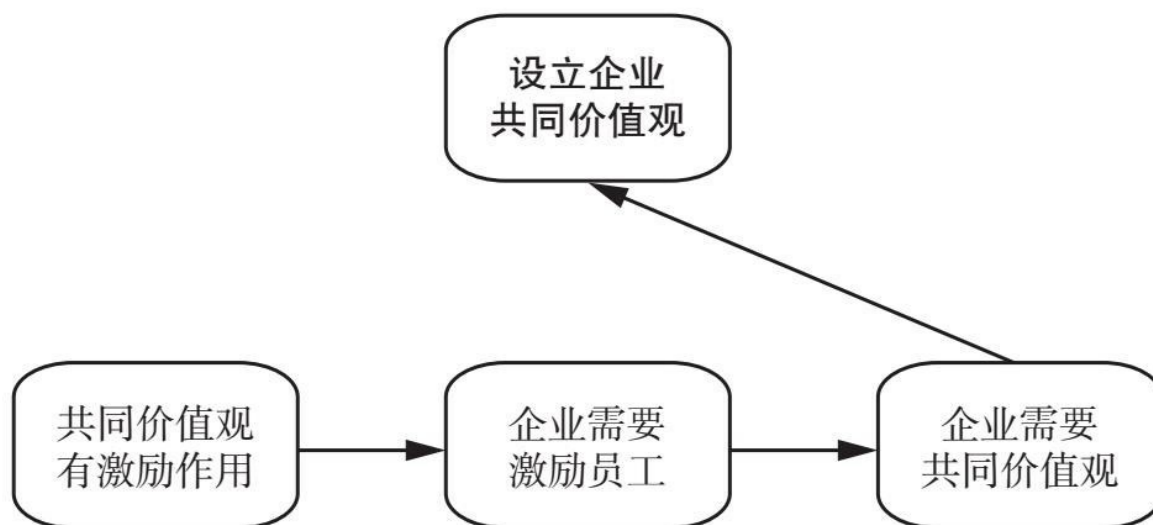 设立企业
共同价值观
共同价值观
有激励作用
企业需要
激励员工
企业需要
共同价值观